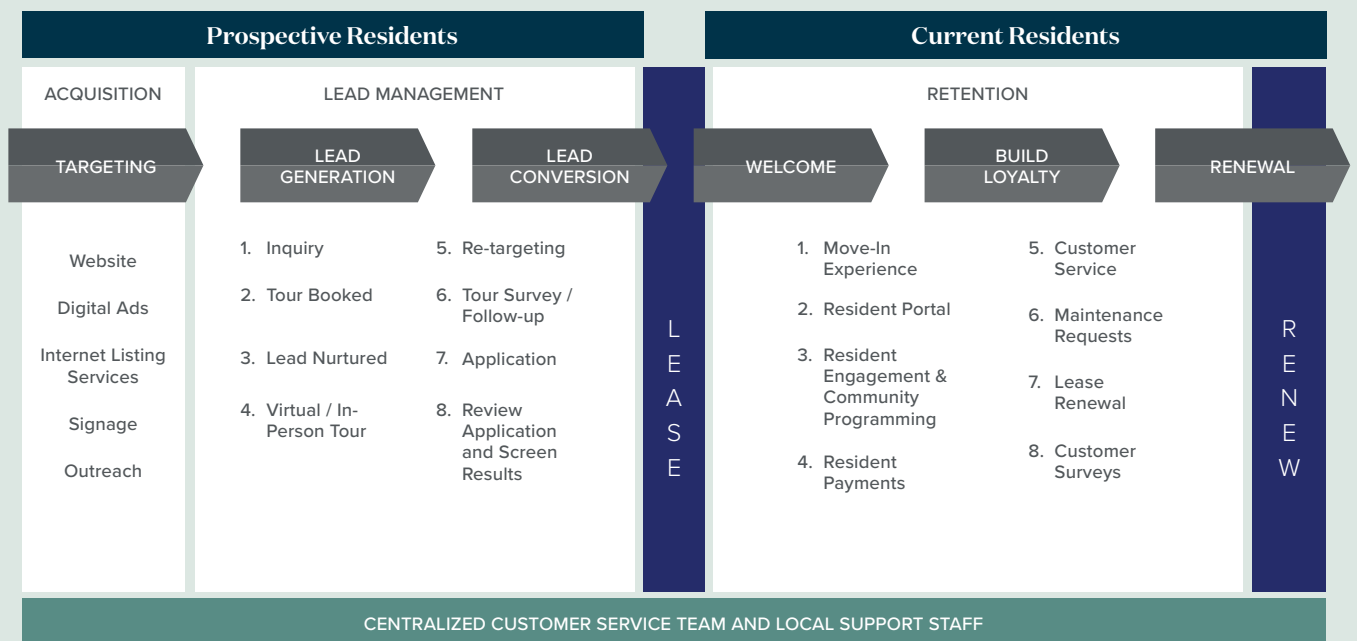 Prospective Residents
Current Residents
ACQUISITION
LEAD MANAGEMENT
RETENTION
TARGETING
LEAD
GENERATION
LEAD
CONVERSION
WELCOME
BUILD
LOYALTY
RENEWAL
Website
Digital Ads
Internet Listing
Services
Signage
Outreach
1. Inquiry
2. Tour Booked
3. Lead Nurtured
4. Virtual / In-
Person Tour
5. Re-targeting
6. Tour Survey /
Follow-up
7. Application
8. Review
Application
and Screen
Results
L
E
A
S
E
1. Move-In
Experience
2. Resident Portal
3. Resident
Engagement &
Community
Programming
4. Resident
Payments
5. Customer
Service
6. Maintenance
Requests
7. Lease
Renewal
8. Customer
Surveys
R
E
N
E
W
CENTRALIZED CUSTOMER SERVICE TEAM AND LOCAL SUPPORT STAFF